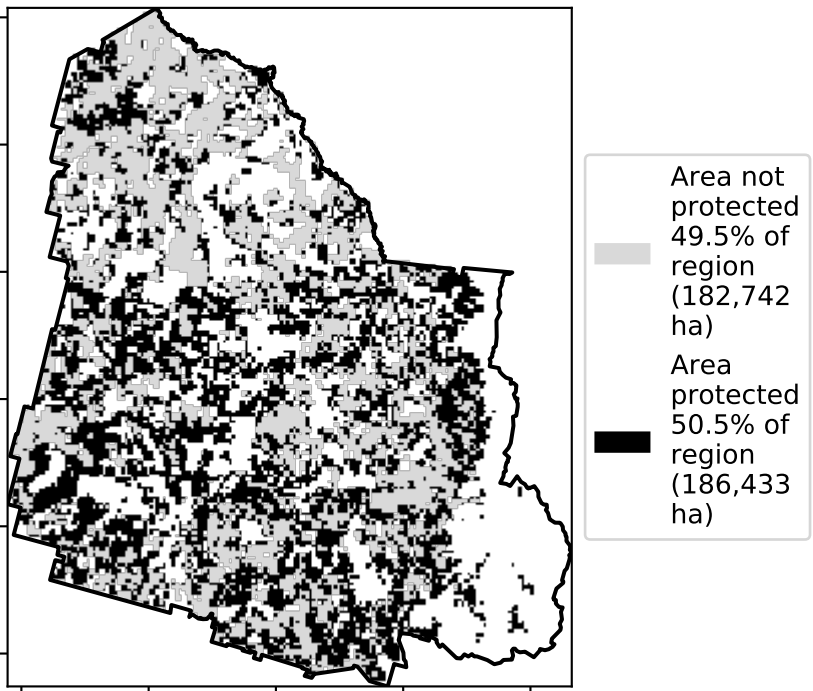 Area not
protected
49.5% of
region
(182,742
ha)
Area
protected
50.5% of
region
(186,433
ha)